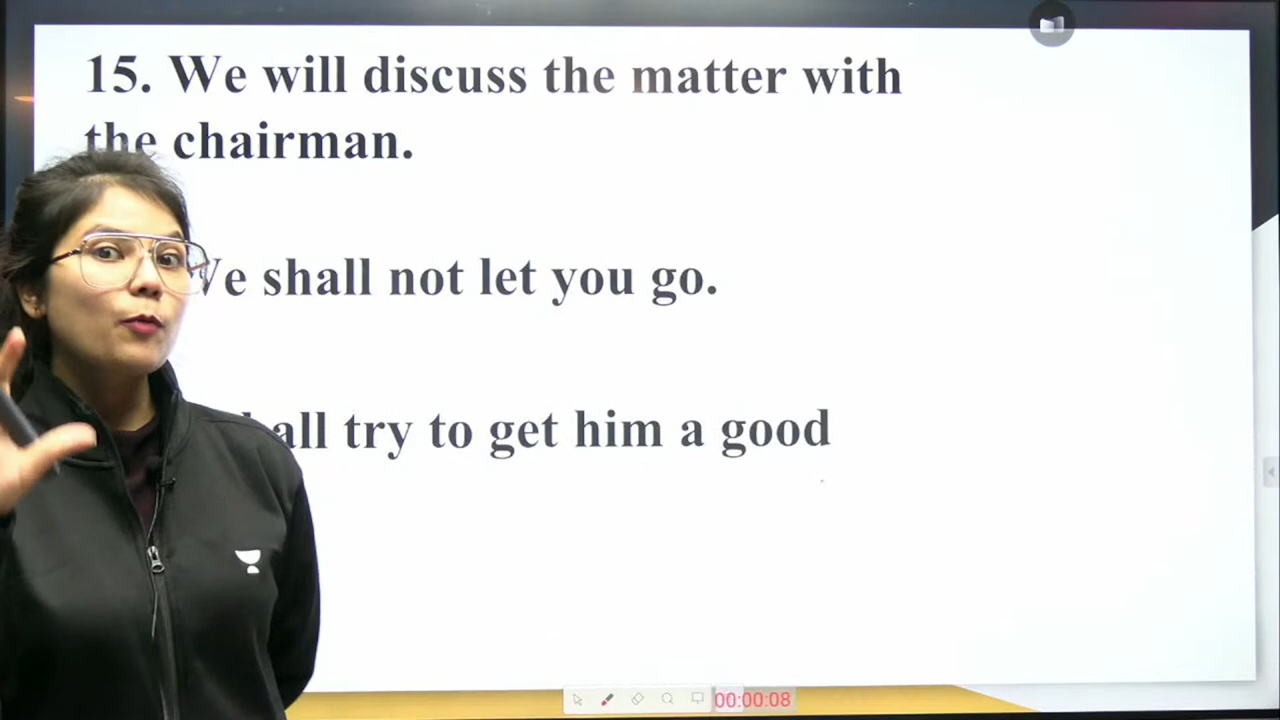 15. We will discuss the matter with
the chairman.
We shall not let you go.
try to get him a good
00:00:08